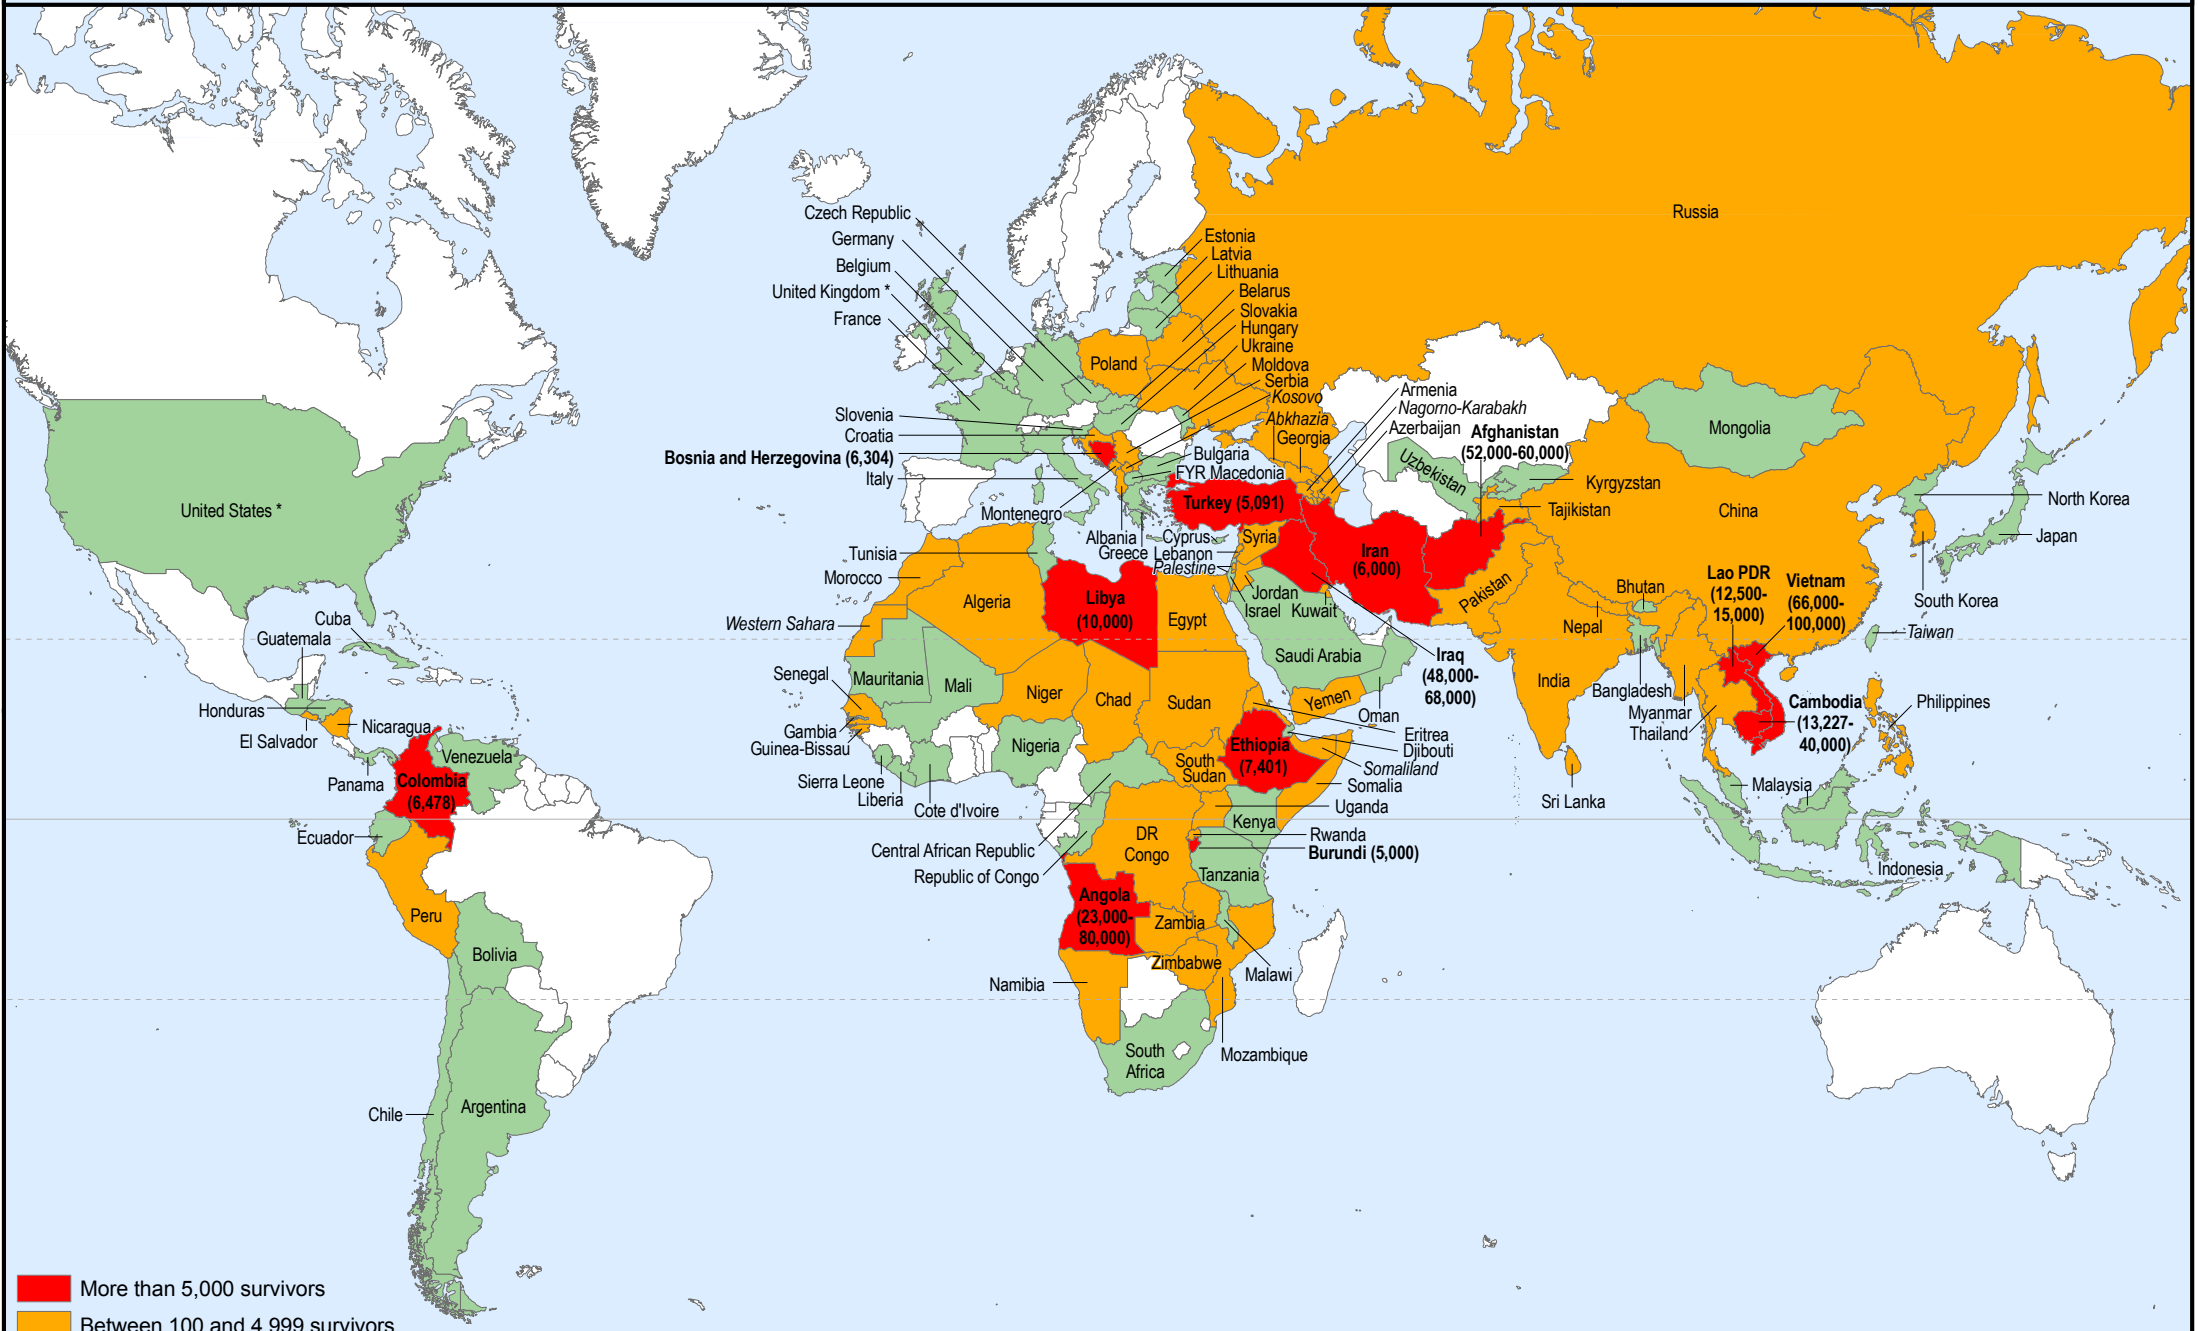 Czech Republic
Germany
Belgium
United Kingdom *
France
Estonia
Latvia
Lithuania
Belarus
Slovakia
Hungary
Ukraine
Moldova
Serbia
Kosovo
Russia
Poland
Abkhazia
Georgia
Armenia
Nagorno-Karabakh
Azerbaijan
Afghanistan
(52,000-60,000)
Mongolia
Slovenia
Croatia
Bosnia and Herzegovina (6,304)
Italy
Montenegro
Albania
Greece
Bulgaria
FYR Macedonia
Turkey (5,091)
Cyprus
Lebanon
Palestine
Syria
Jordan
Israel
Kuwait
Iran
(6,000)
Iraq
(48,000-
68,000)
Uzbekistan
Kyrgyzstan
Tajikistan
China
North Korea
Japan
South Korea
Taiwan
United States *
Cuba
Guatemala
Honduras
El Salvador
Nicaragua
Panama
Venezuela
Colombia
(6,478)
Ecuador
Peru
Bolivia
Chile
Argentina
Tunisia
Morocco
Western Sahara
Algeria
Libya
(10,000)
Egypt
Saudi Arabia
Yemen
Oman
Senegal
Gambia
Guinea-Bissau
Sierra Leone
Liberia
Cote d'Ivoire
Mauritania
Mali
Niger
Chad
Sudan
Nigeria
South
Sudan
Ethiopia
(7,401)
Eritrea
Djibouti
Somaliland
Somalia
Uganda
Kenya
Rwanda
Burundi (5,000)
Central African Republic
Republic of Congo
DR
Congo
Tanzania
Angola
(23,000-
80,000)
Zambia
Zimbabwe
Malawi
Namibia
Mozambique
South
Africa
Pakistan
India
Nepal
Bhutan
Bangladesh
Myanmar
Thailand
Sri Lanka
Lao PDR
(12,500-
15,000)
Vietnam
(66,000-
100,000)
Cambodia
(13,227-
40,000)
Philippines
Malaysia
Indonesia
More than 5,000 survivors
Between 100 and 4,999 survivors